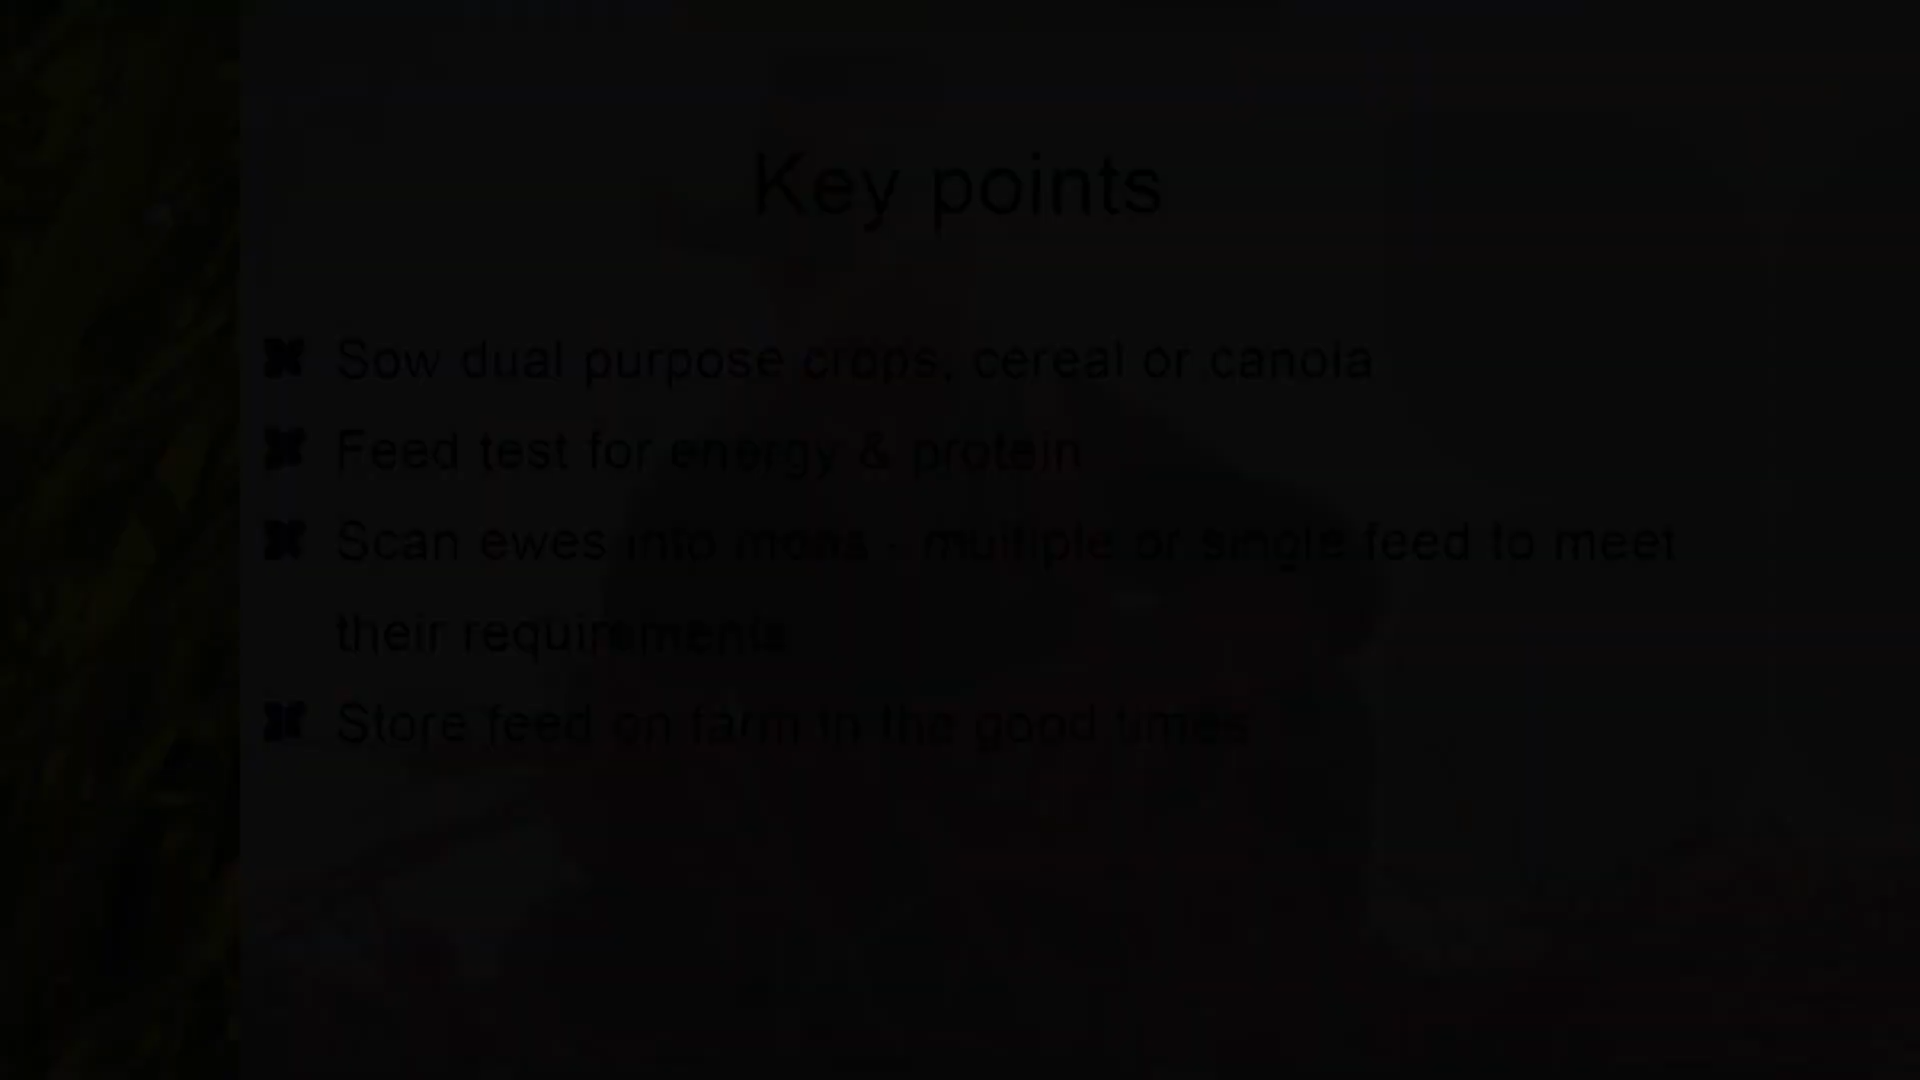 Key points
Sow dual purpose crops, cereal or canola
Feed test for energy & protein
Scan ewes into mobs - multiple or single feed to meet
their requirements
Store feed on farm in the good times